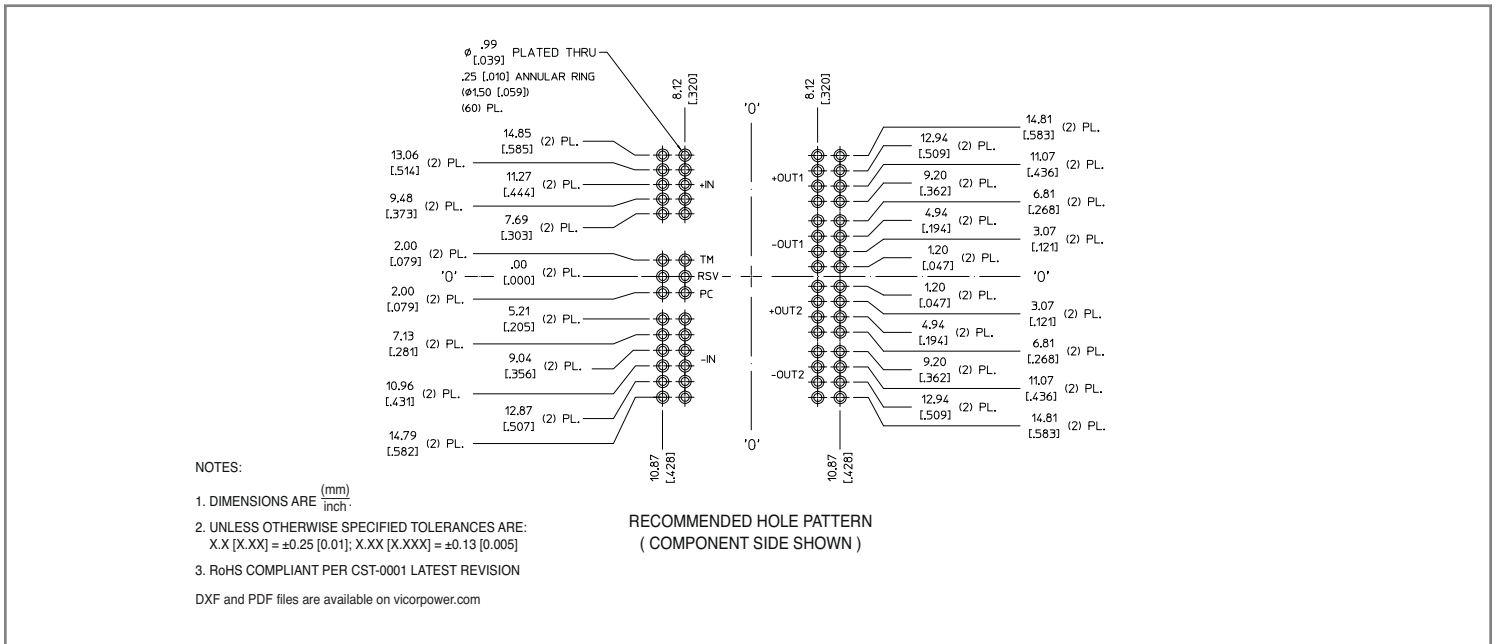 ø .99 PLATED THRU
[.039]
.25 [.010] ANNULAR RING
(ø1.50 [.059])
(60) PL.
8.12
[.320]
'0'
8.12
[.320]
14.85
[.585] (2) PL.
13.06
[.514] (2) PL.
11.27
[.444] (2) PL.
9.48
[.373] (2) PL.
7.69
[.303] (2) PL.
2.00
[.079] (2) PL.
'0'
.00
[.000] (2) PL.
2.00
[.079] (2) PL.
5.21
[.205] (2) PL.
7.13
[.281] (2) PL.
9.04
[.356] (2) PL.
10.96
[.431] (2) PL.
12.87
[.507] (2) PL.
14.79
[.582] (2) PL.
+IN
TM
RSV
PC
-IN
+OUT1
-OUT1
+OUT2
-OUT2
14.81
[.583] (2) PL.
12.94
[.509] (2) PL.
11.07
[.436] (2) PL.
9.20
[.362] (2) PL.
6.81
[.268] (2) PL.
4.94
[.194] (2) PL.
3.07
[.121] (2) PL.
1.20
[.047] (2) PL.
'0'
1.20
[.047] (2) PL.
3.07
[.121] (2) PL.
4.94
[.194] (2) PL.
6.81
[.268] (2) PL.
9.20
[.362] (2) PL.
11.07
[.436] (2) PL.
12.94
[.509] (2) PL.
14.81
[.583] (2) PL.
10.87
[.428]
'0'
10.87
[.428]
NOTES:
1. DIMENSIONS ARE (mm)
inch.
2. UNLESS OTHERWISE SPECIFIED TOLERANCES ARE:
X.X [X.XX] = ±0.25 [0.01]; X.XX [X.XXX] = ±0.13 [0.005]
3. RoHS COMPLIANT PER CST-0001 LATEST REVISION
DXF and PDF files are available on vicorpower.com
RECOMMENDED HOLE PATTERN
( COMPONENT SIDE SHOWN )